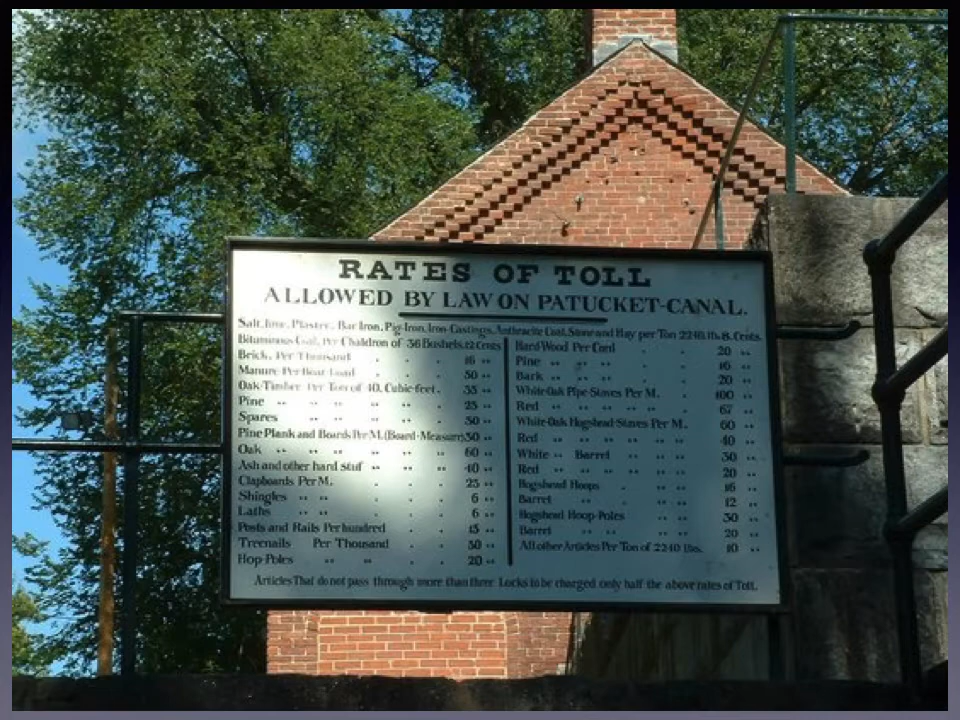 RATES OF TOLL
ALLOWED BY LAW ON PATUCKET-CANAL.
Salt, Lime, Plaster, Bar Iron, Pig-Iron, Iron-Castings, Antracite Coal, Stone and Hay per Ton 2240. lb. 8. Cents.
Bituminous Coal, Per Chaldron of 36 Bushels. 12 Cents
Brick, Per Thousand . . . 16 "
Manure Per Boat Load . . 50 "
Oak-Timber Per Ton of 40, Cubic-feet. 35 "
Pine " " " " " . 25 "
Spares " " " " . 50 "
Pine Plank and Boards Per M. (Board-Measure) 50 "
Oak " " " " " " " 60 "
Ash and other hard stuf " " " 40 "
Clapboards Per M. . . . 25 "
Shingles " " . . . 6 "
Laths " " . . . 6 "
Posts and Rails Per hundred . . 15 "
Treenails Per Thousand . . 50 "
Hop-Poles " " . . 20 "
Hard Wood Per Cord . . 20 "
Pine " " " . . 16 "
Bark " " " . . 20 "
White-Oak Pipe-Staves Per M. . 100 "
Red " " " " " " . 67 "
White-Oak Hogshead-Staves Per M. . 60 "
Red " " " " " " 40 "
White " Barrel " " " 30 "
Red " " " " " " 20 "
Hogshead Hoops . " " 16 "
Barrel . " " 12 "
Hogshead Hoop-Poles " " 30 "
Barrel " " " " 20 "
All other Articles Per Ton of 2240 lbs. 10 "
Articles That do not pass through more than three Locks to be charged only half the above rates of Toll.